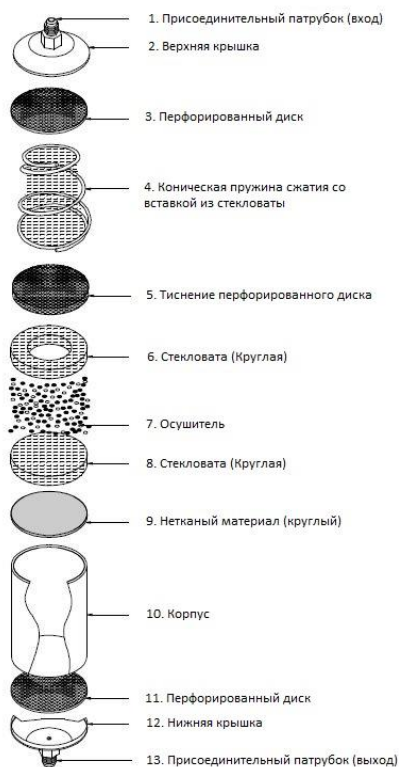 1. Присоединительный патрубок (вход)
2. Верхняя крышка
3. Перфорированный диск
4. Коническая пружина сжатия со
вставкой из стекловаты
5. Тиснение перфорированного диска
6. Стекловата (Круглая)
7. Осушитель
8. Стекловата (Круглая)
9. Нетканый материал (круглый)
10. Корпус
11. Перфорированный диск
12. Нижняя крышка
13. Присоединительный патрубок (выход)